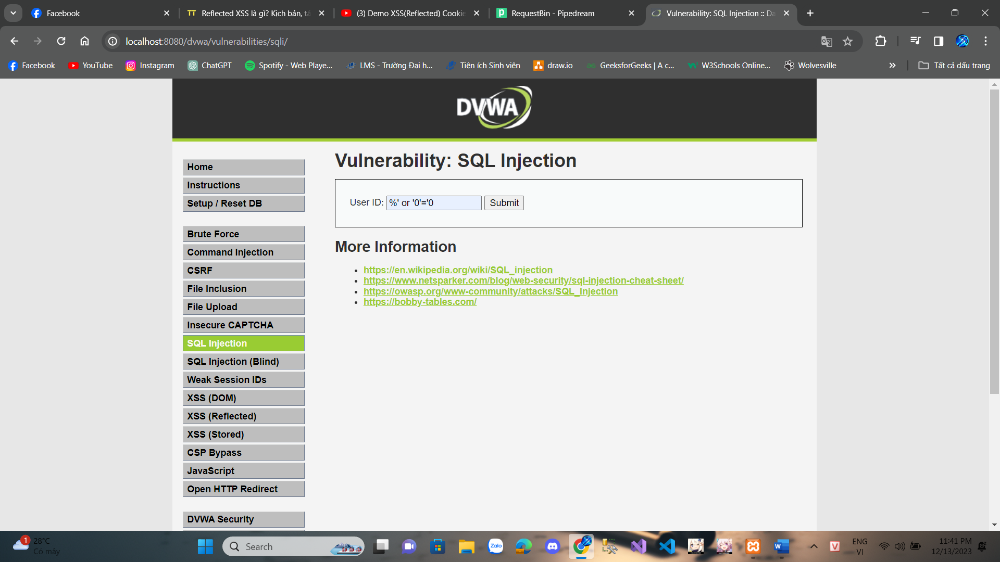 Facebook
Reflected XSS là gì? Kịch bản, tá
(3) Demo XSS(Reflected) Cookie
RequestBin - Pipedream
Vulnerability: SQL Injection :: Da
localhost:8080/dvwa/vulnerabilities/sqli/
Facebook
YouTube
Instagram
ChatGPT
Spotify - Web Playe...
LMS - Trường Đại h...
Tiện ích Sinh viên
draw.io
GeeksforGeeks | A c...
W3Schools Online...
Wolvesville
Tất cả dấu trang
DVWA
Home
Instructions
Setup / Reset DB
Brute Force
Command Injection
CSRF
File Inclusion
File Upload
Insecure CAPTCHA
SQL Injection
SQL Injection (Blind)
Weak Session IDs
XSS (DOM)
XSS (Reflected)
XSS (Stored)
CSP Bypass
JavaScript
Open HTTP Redirect
DVWA Security
Vulnerability: SQL Injection
User ID: %' or '0'='0 Submit
More Information
https://en.wikipedia.org/wiki/SQL_injection
https://www.netsparker.com/blog/web-security/sql-injection-cheat-sheet/
https://owasp.org/www-community/attacks/SQL_Injection
https://bobby-tables.com/
1
28°C
Có mây
Search
Zalo
ENG
VI
11:41 PM
12/13/2023